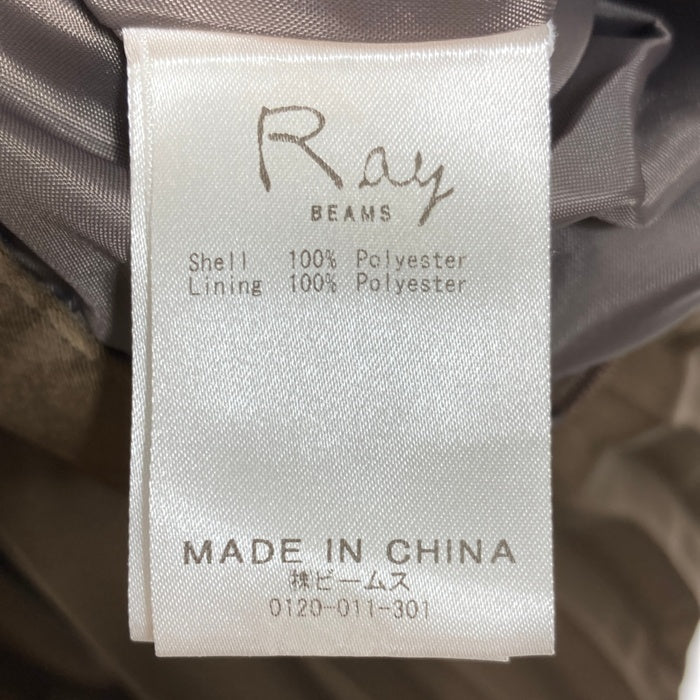 Ray
BEAMS
Shell 100% Polyester
Lining 100% Polyester
MADE IN CHINA
㈱ビームス
0120-011-301